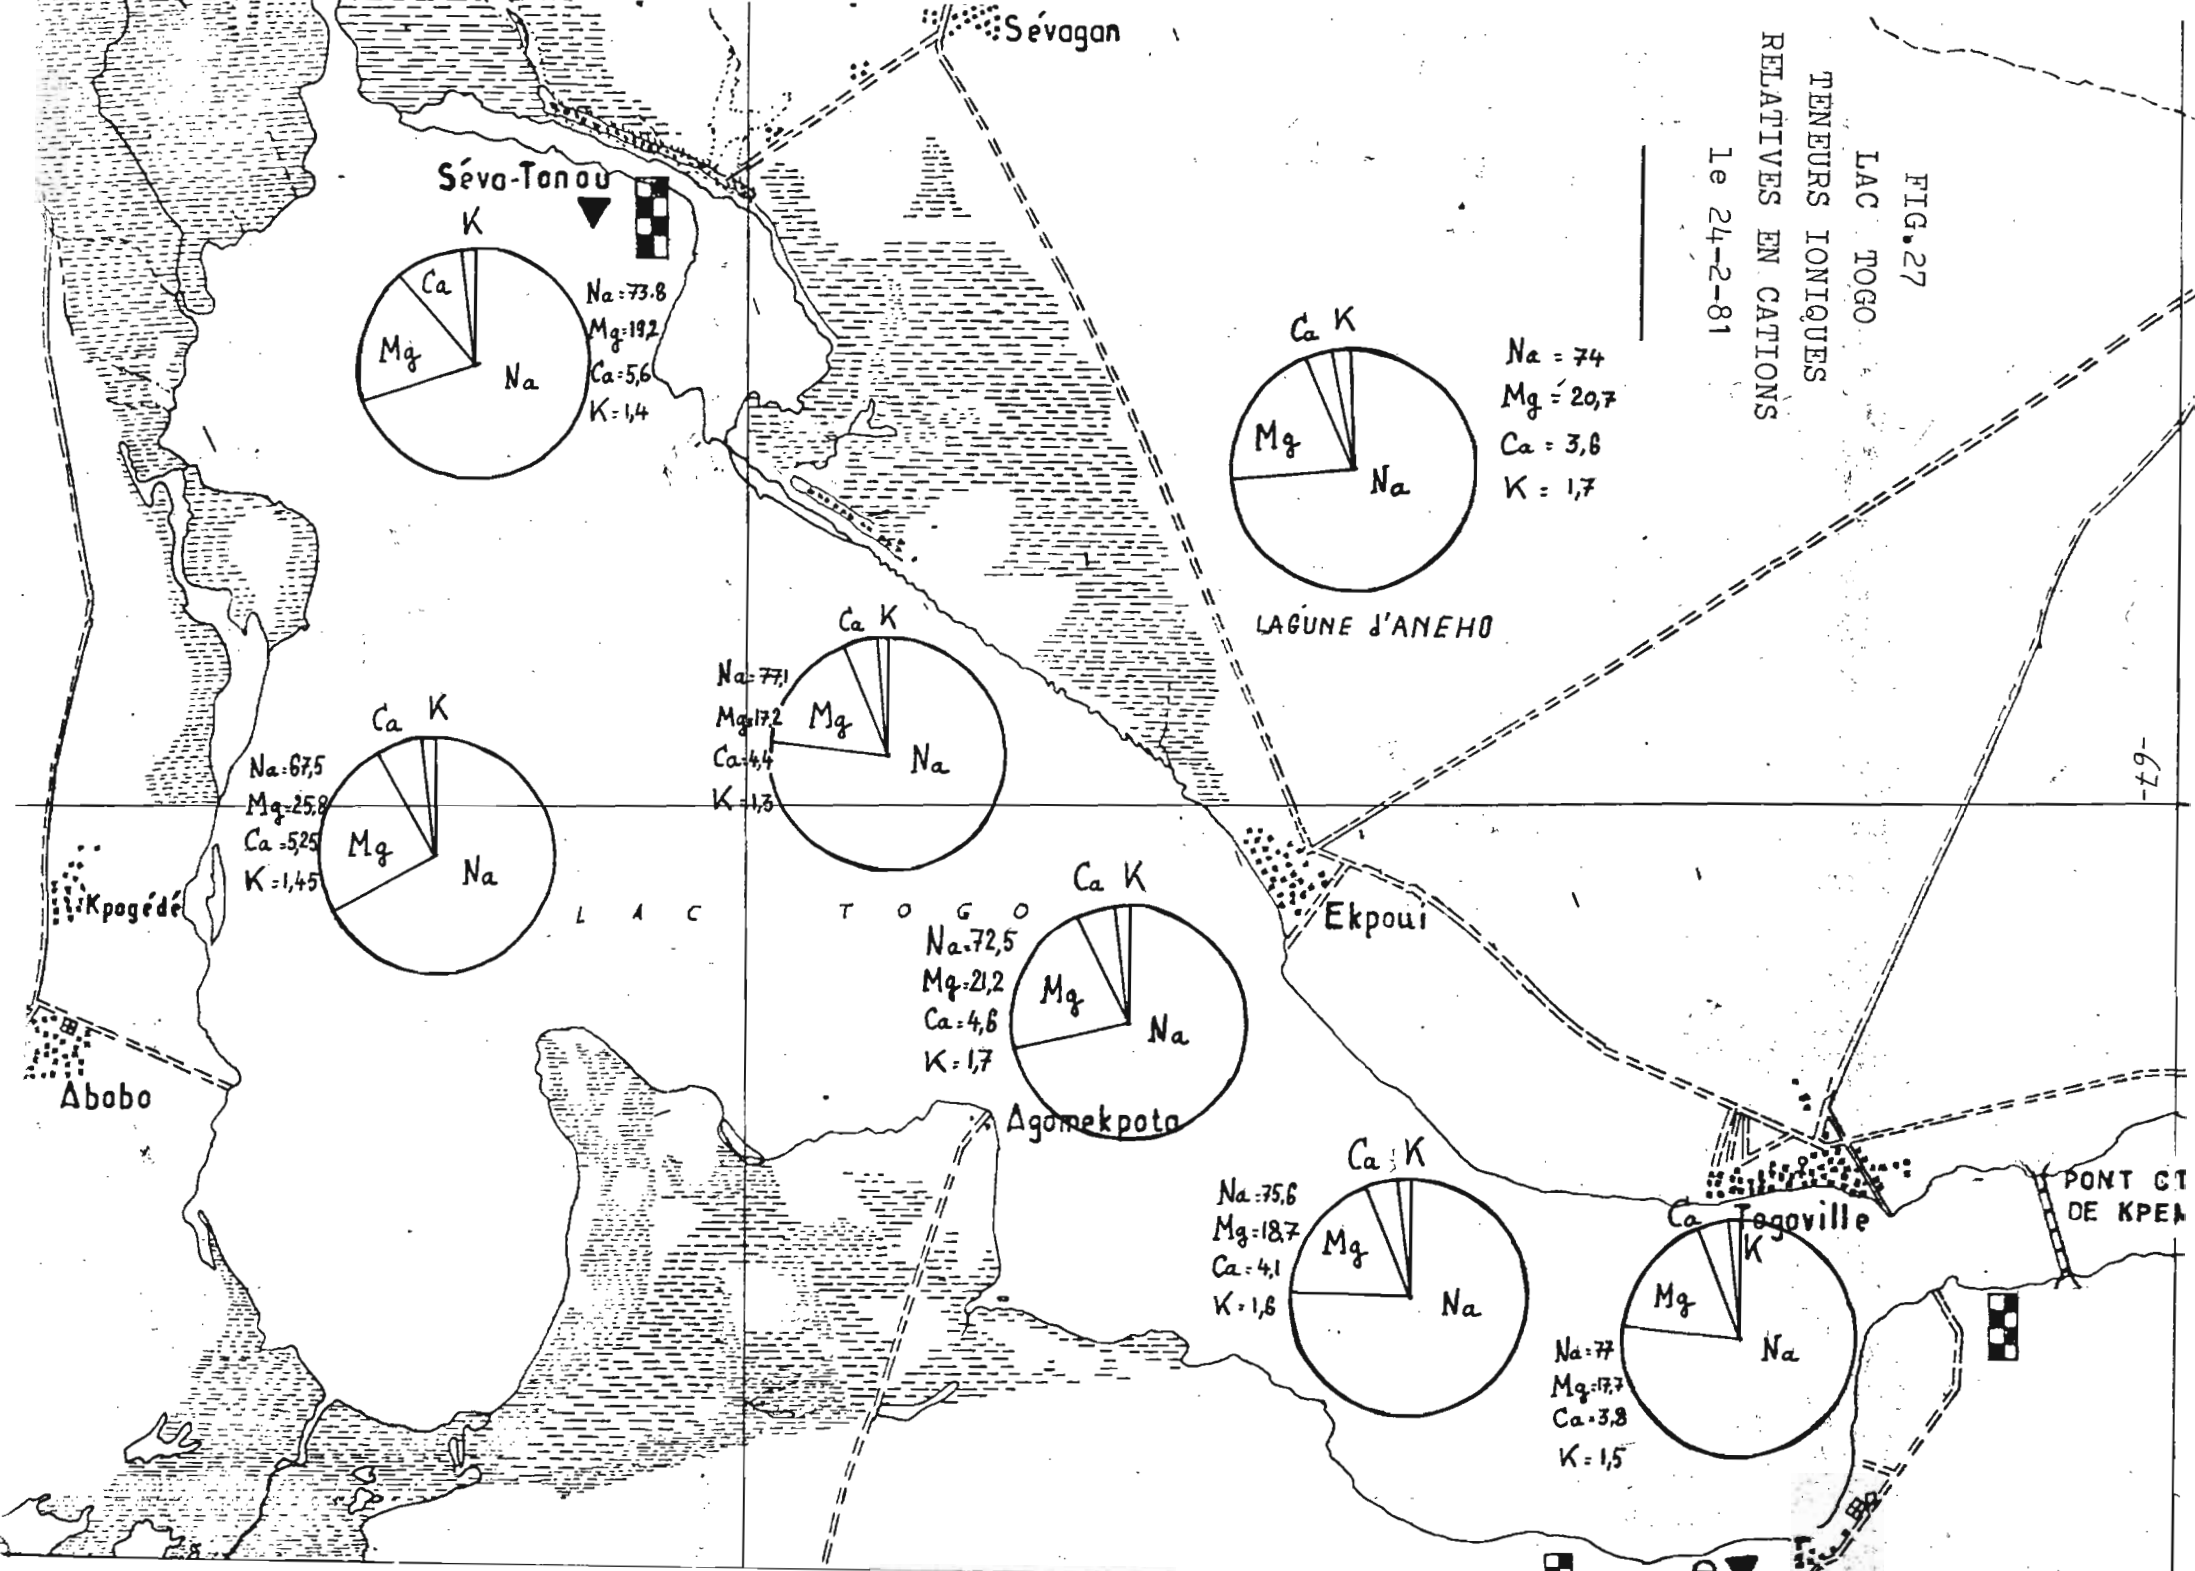 FIG.27
LAC TOGO
TENEURS IONIQUES
RELATIVES EN CATIONS
le 24-2-81
Sévagan
Séva-Tonou
K
Ca
Mg
Na
Na=73.8
Mg=19,2
Ca=5,6
K=1,4
Ca K
Mg
Na
Na = 74
Mg = 20,7
Ca = 3,6
K = 1,7
LAGUNE d'ANEHO
Ca K
Mg
Na
Na=77,1
Mg=17,2
Ca=4,4
K=1,3
Ca K
Mg
Na
Na=67,5
Mg=25,8
Ca=5,25
K=1,45
-67-
Kpogédé
LAC TOGO
Ekpoui
Ca K
Mg
Na
Na=72,5
Mg=21,2
Ca=4,6
K=1,7
Ababo
Agomekpota
Ca K
Mg
Na
Na=75,6
Mg=18,7
Ca=4,1
K=1,6
Togoville
Ca
K
Mg
Na
Na=77
Mg=17,7
Ca=3,8
K=1,5
PONT
DE